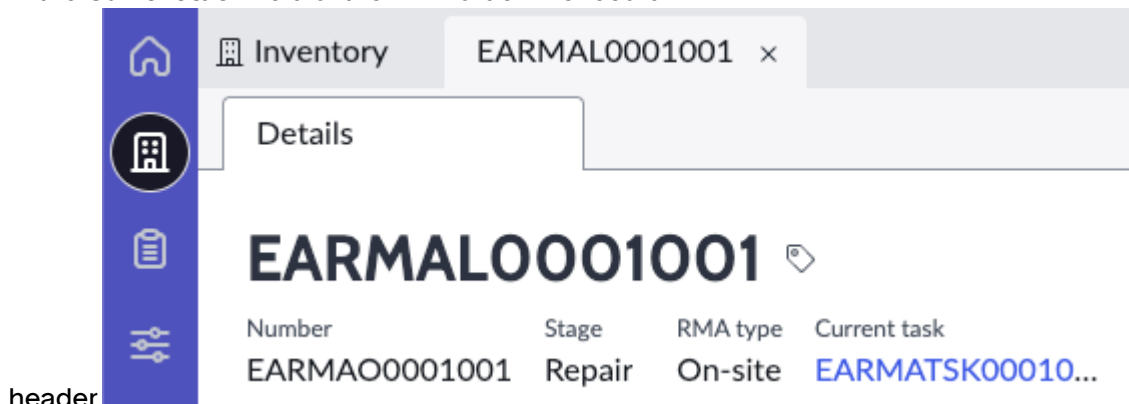 Inventory EARMAL0001001 ×
Details
EARMAL0001001
Number Stage RMA type Current task
EARMAO0001001 Repair On-site EARMATSK00010...
header